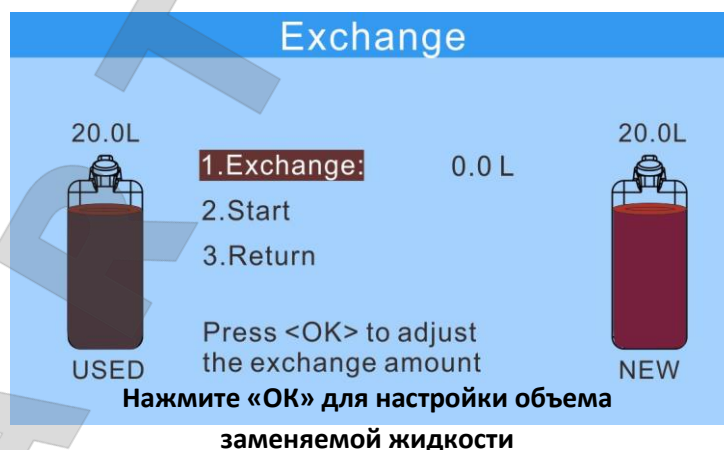 Exchange
20.0L
20.0L
1.Exchange: 0.0 L
2.Start
3.Return
Press <OK> to adjust
the exchange amount
USED
NEW
Нажмите «ОК» для настройки объема
заменяемой жидкости